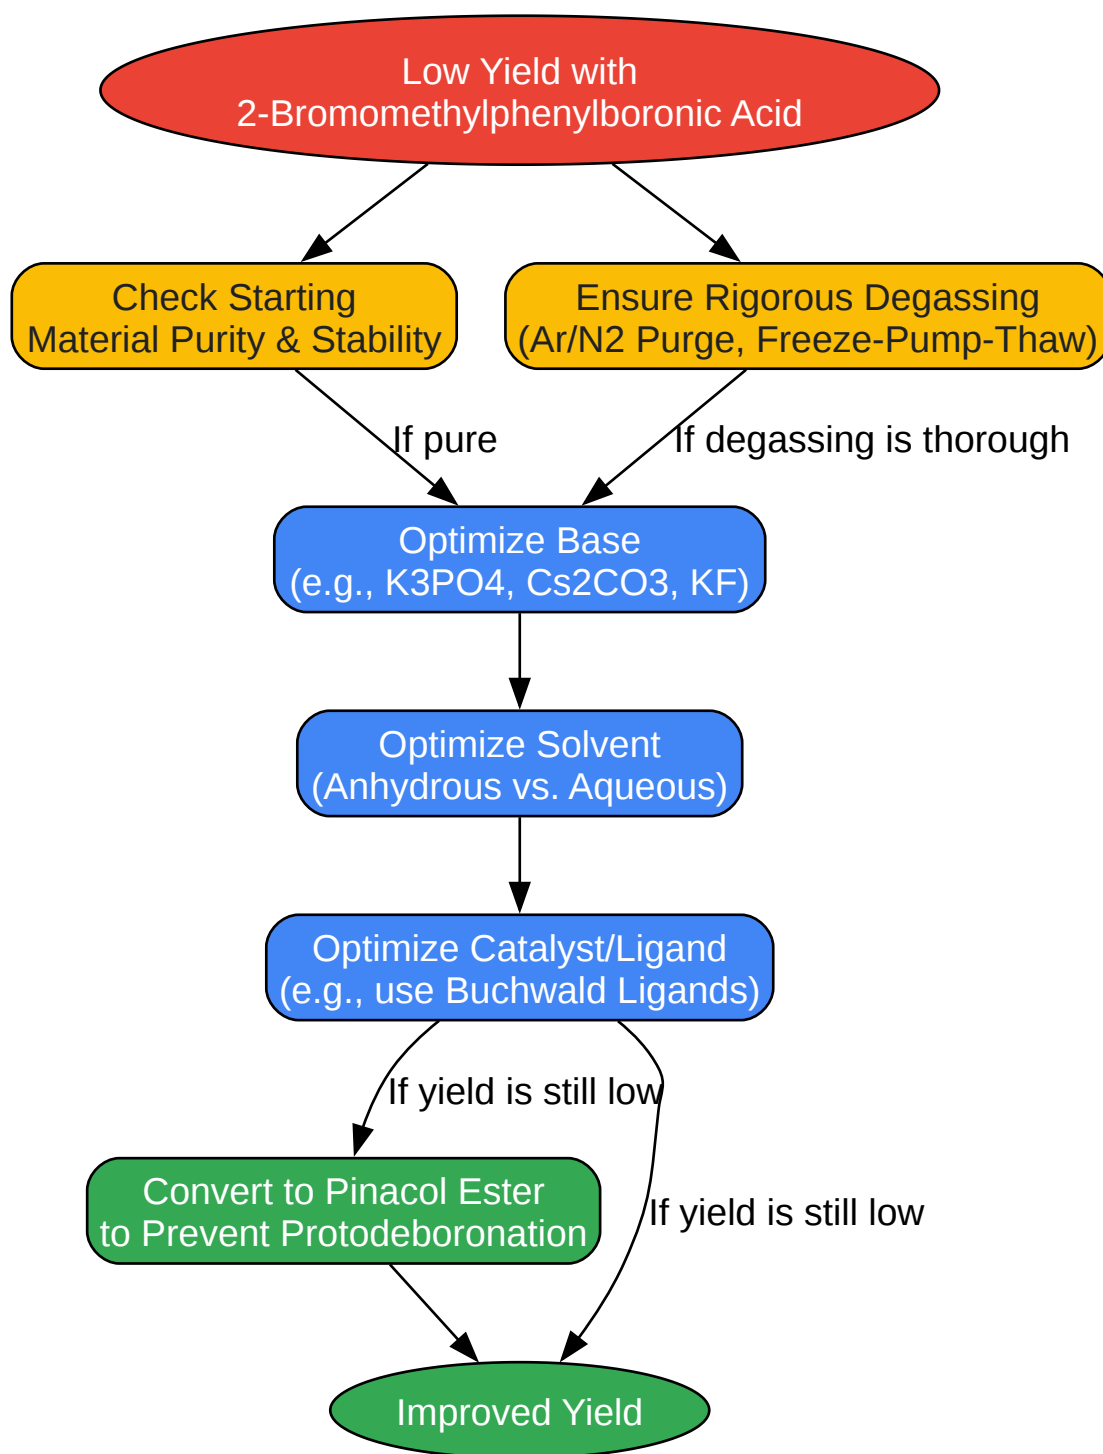 Low Yield with
2-Bromomethylphenylboronic Acid
Check Starting
Material Purity & Stability
Ensure Rigorous Degassing
(Ar/N2 Purge, Freeze-Pump-Thaw)
If pure
If degassing is thorough
Optimize Base
(e.g., K3PO4, Cs2CO3, KF)
Optimize Solvent
(Anhydrous vs. Aqueous)
Optimize Catalyst/Ligand
(e.g., use Buchwald Ligands)
If yield is still low
Convert to Pinacol Ester
to Prevent Protodeboronation
If yield is still low
Improved Yield